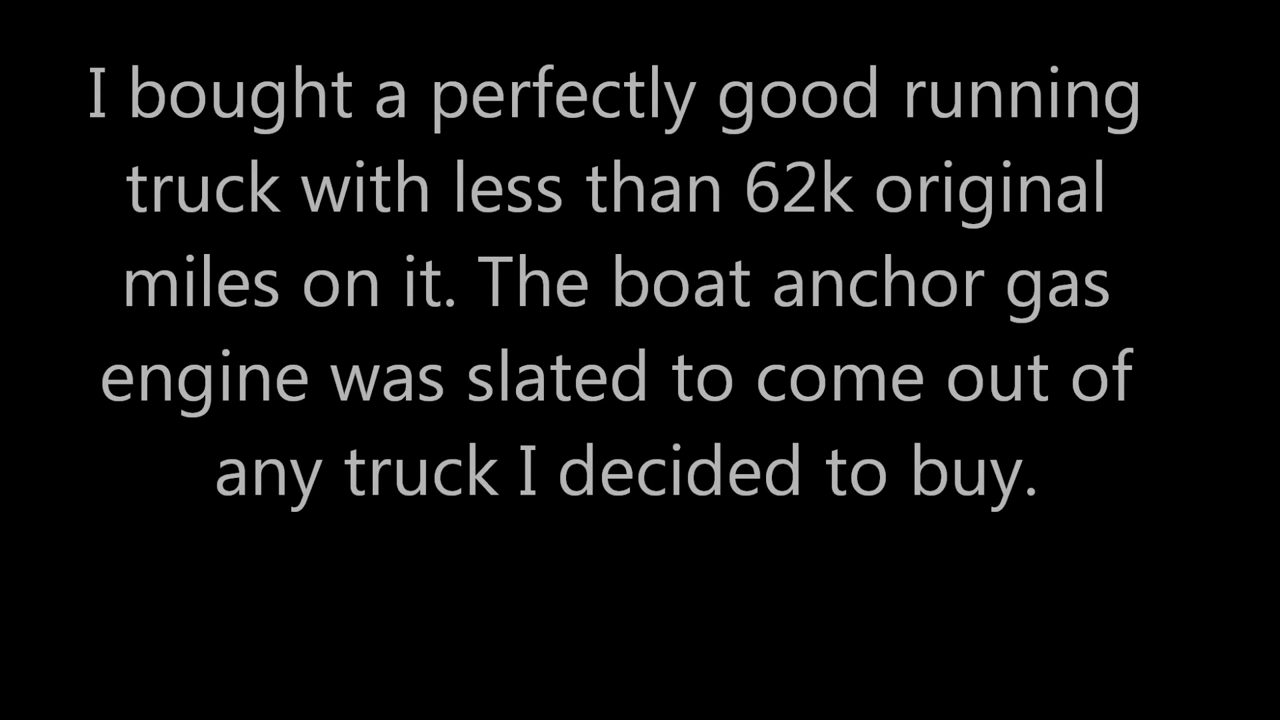 I bought a perfectly good running
truck with less than 62k original
miles on it. The boat anchor gas
engine was slated to come out of
any truck I decided to buy.